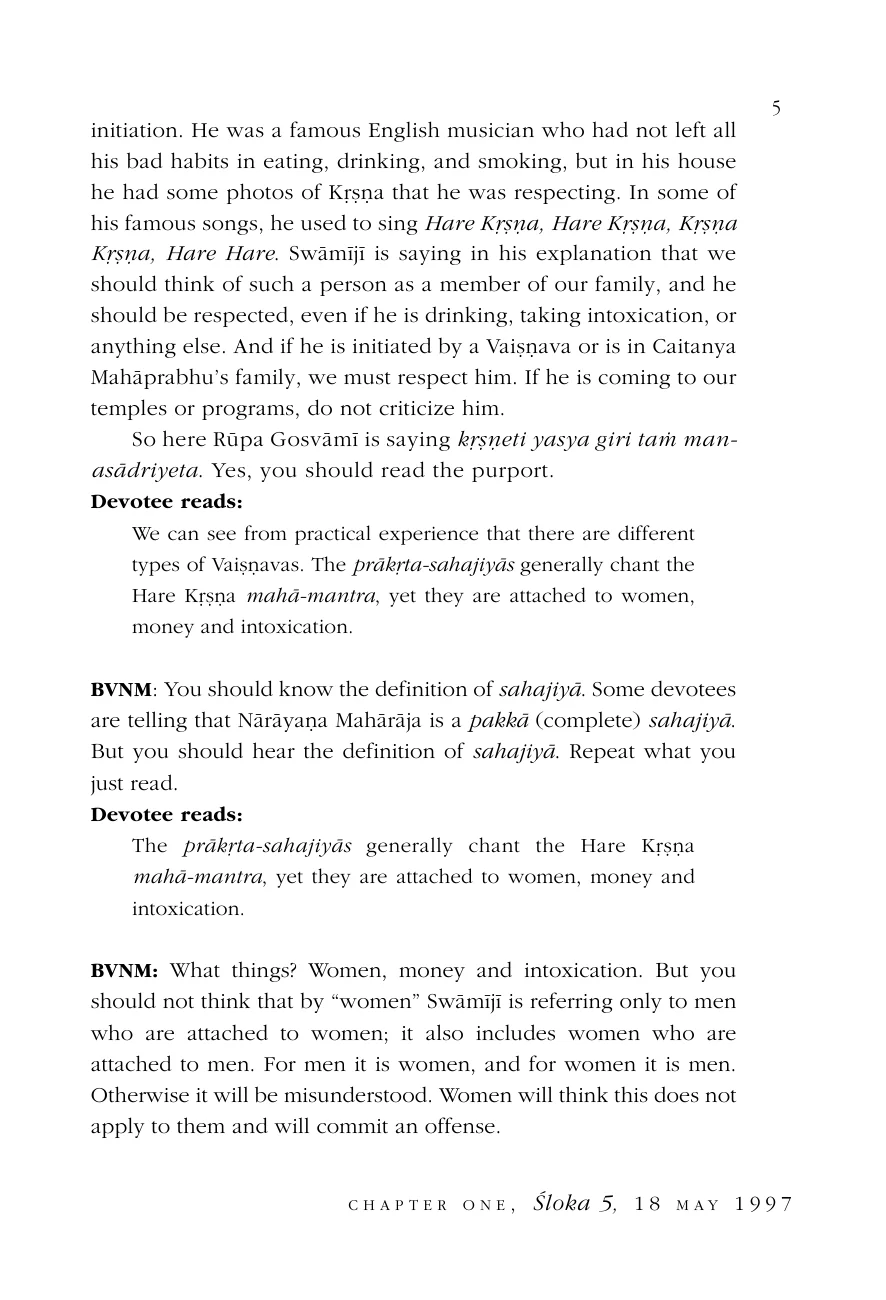 5
initiation. He was a famous English musician who had not left all
his bad habits in eating, drinking, and smoking, but in his house
he had some photos of Kṛṣṇa that he was respecting. In some of
his famous songs, he used to sing Hare Kṛṣṇa, Hare Kṛṣṇa, Kṛṣṇa
Kṛṣṇa, Hare Hare. Swāmījī is saying in his explanation that we
should think of such a person as a member of our family, and he
should be respected, even if he is drinking, taking intoxication, or
anything else. And if he is initiated by a Vaiṣṇava or is in Caitanya
Mahāprabhu’s family, we must respect him. If he is coming to our
temples or programs, do not criticize him.
So here Rūpa Gosvāmī is saying kṛṣṇeti yasya giri taṁ man-
asādriyeta. Yes, you should read the purport.
Devotee reads:
We can see from practical experience that there are different
types of Vaiṣṇavas. The prākṛta-sahajiyās generally chant the
Hare Kṛṣṇa mahā-mantra, yet they are attached to women,
money and intoxication.
BVNM: You should know the definition of sahajiyā. Some devotees
are telling that Nārāyaṇa Mahārāja is a pakkā (complete) sahajiyā.
But you should hear the definition of sahajiyā. Repeat what you
just read.
Devotee reads:
The prākṛta-sahajiyās generally chant the Hare Kṛṣṇa
mahā-mantra, yet they are attached to women, money and
intoxication.
BVNM: What things? Women, money and intoxication. But you
should not think that by “women” Swāmījī is referring only to men
who are attached to women; it also includes women who are
attached to men. For men it is women, and for women it is men.
Otherwise it will be misunderstood. Women will think this does not
apply to them and will commit an offense.
CHAPTER ONE, Śloka 5, 18 MAY 1997